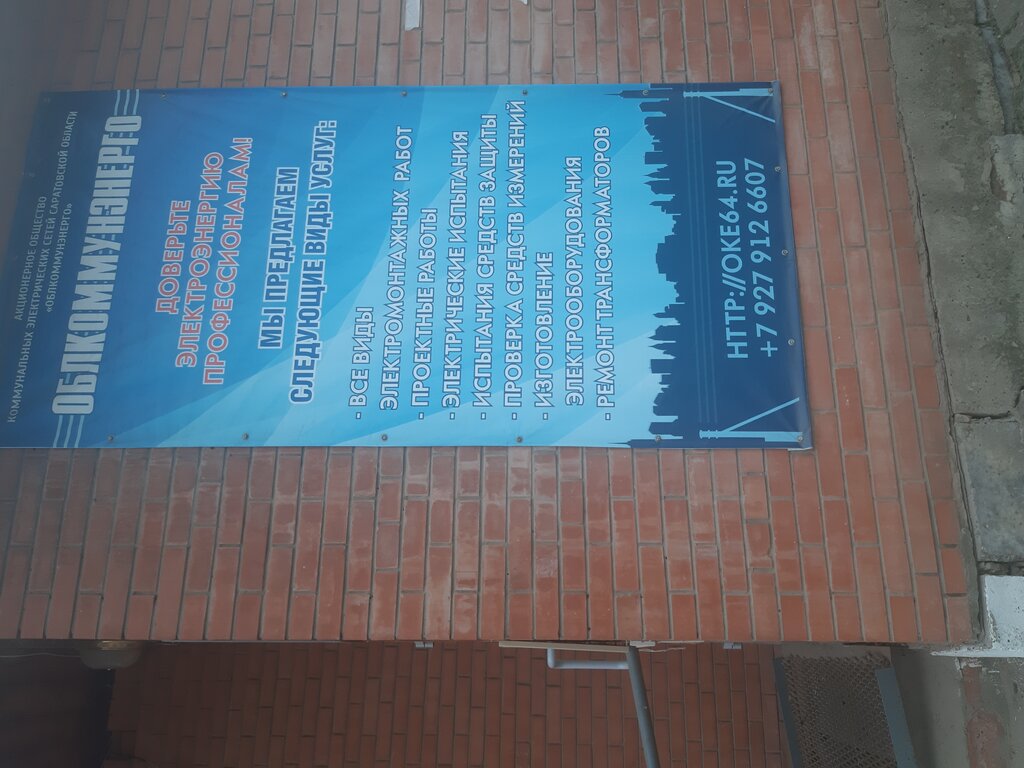 АКЦИОНЕРНОЕ ОБЩЕСТВО
КОММУНАЛЬНЫХ ЭЛЕКТРИЧЕСКИХ СЕТЕЙ САРАТОВСКОЙ ОБЛАСТИ
«ОБЛКОММУНЭНЕРГО»
ОБЛКОММУНЭНЕРГО
ДОВЕРЬТЕ
ЭЛЕКТРОЭНЕРГИЮ
ПРОФЕССИОНАЛАМ!
МЫ ПРЕДЛАГАЕМ
СЛЕДУЮЩИЕ ВИДЫ УСЛУГ:
- ВСЕ ВИДЫ
ЭЛЕКТРОМОНТАЖНЫХ РАБОТ
- ПРОЕКТНЫЕ РАБОТЫ
- ЭЛЕКТРИЧЕСКИЕ ИСПЫТАНИЯ
- ИСПЫТАНИЯ СРЕДСТВ ЗАЩИТЫ
- ПРОВЕРКА СРЕДСТВ ИЗМЕРЕНИЙ
- ИЗГОТОВЛЕНИЕ
ЭЛЕКТРООБОРУДОВАНИЯ
- РЕМОНТ ТРАНСФОРМАТОРОВ
HTTP://OKE64.RU
+7 927 912 6607